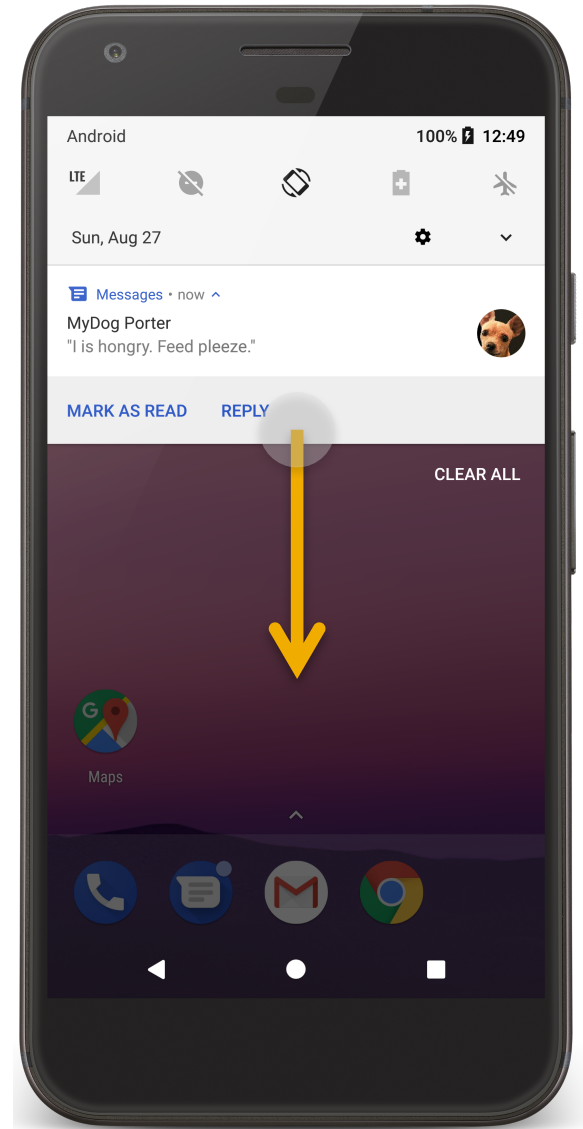 Android 100% 12:49
LTE
Sun, Aug 27
Messages • now
MyDog Porter
"I is hongry. Feed pleeze."
MARK AS READ REPLY
CLEAR ALL
G
Maps